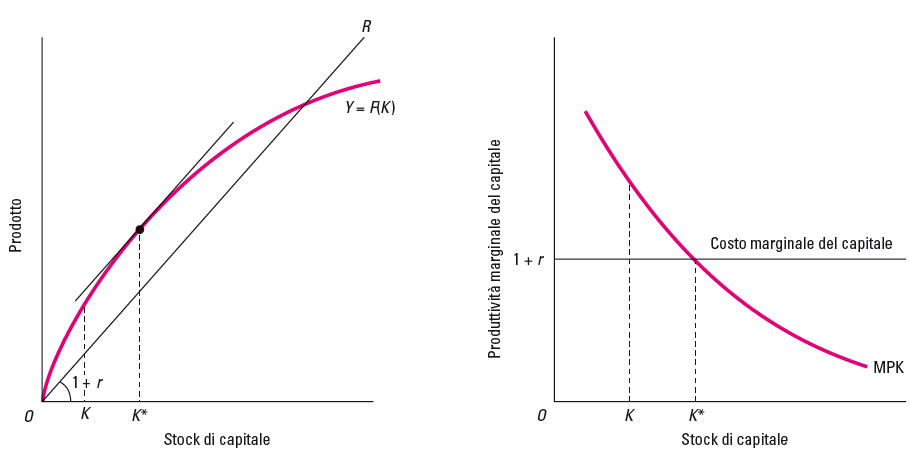 R
Y = F(K)
Prodotto
1 + r
O
K
K*
Stock di capitale
Produttività marginale del capitale
Costo marginale del capitale
1 + r
MPK
O
K
K*
Stock di capitale